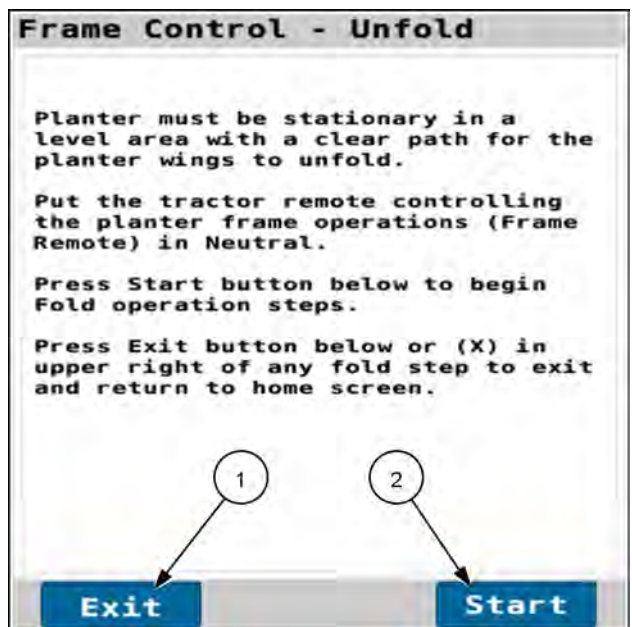 Frame Control - Unfold
Planter must be stationary in a
level area with a clear path for the
planter wings to unfold.
Put the tractor remote controlling
the planter frame operations (Frame
Remote) in Neutral.
Press Start button below to begin
Fold operation steps.
Press Exit button below or (X) in
upper right of any fold step to exit
and return to home screen.
1
2
Exit
Start